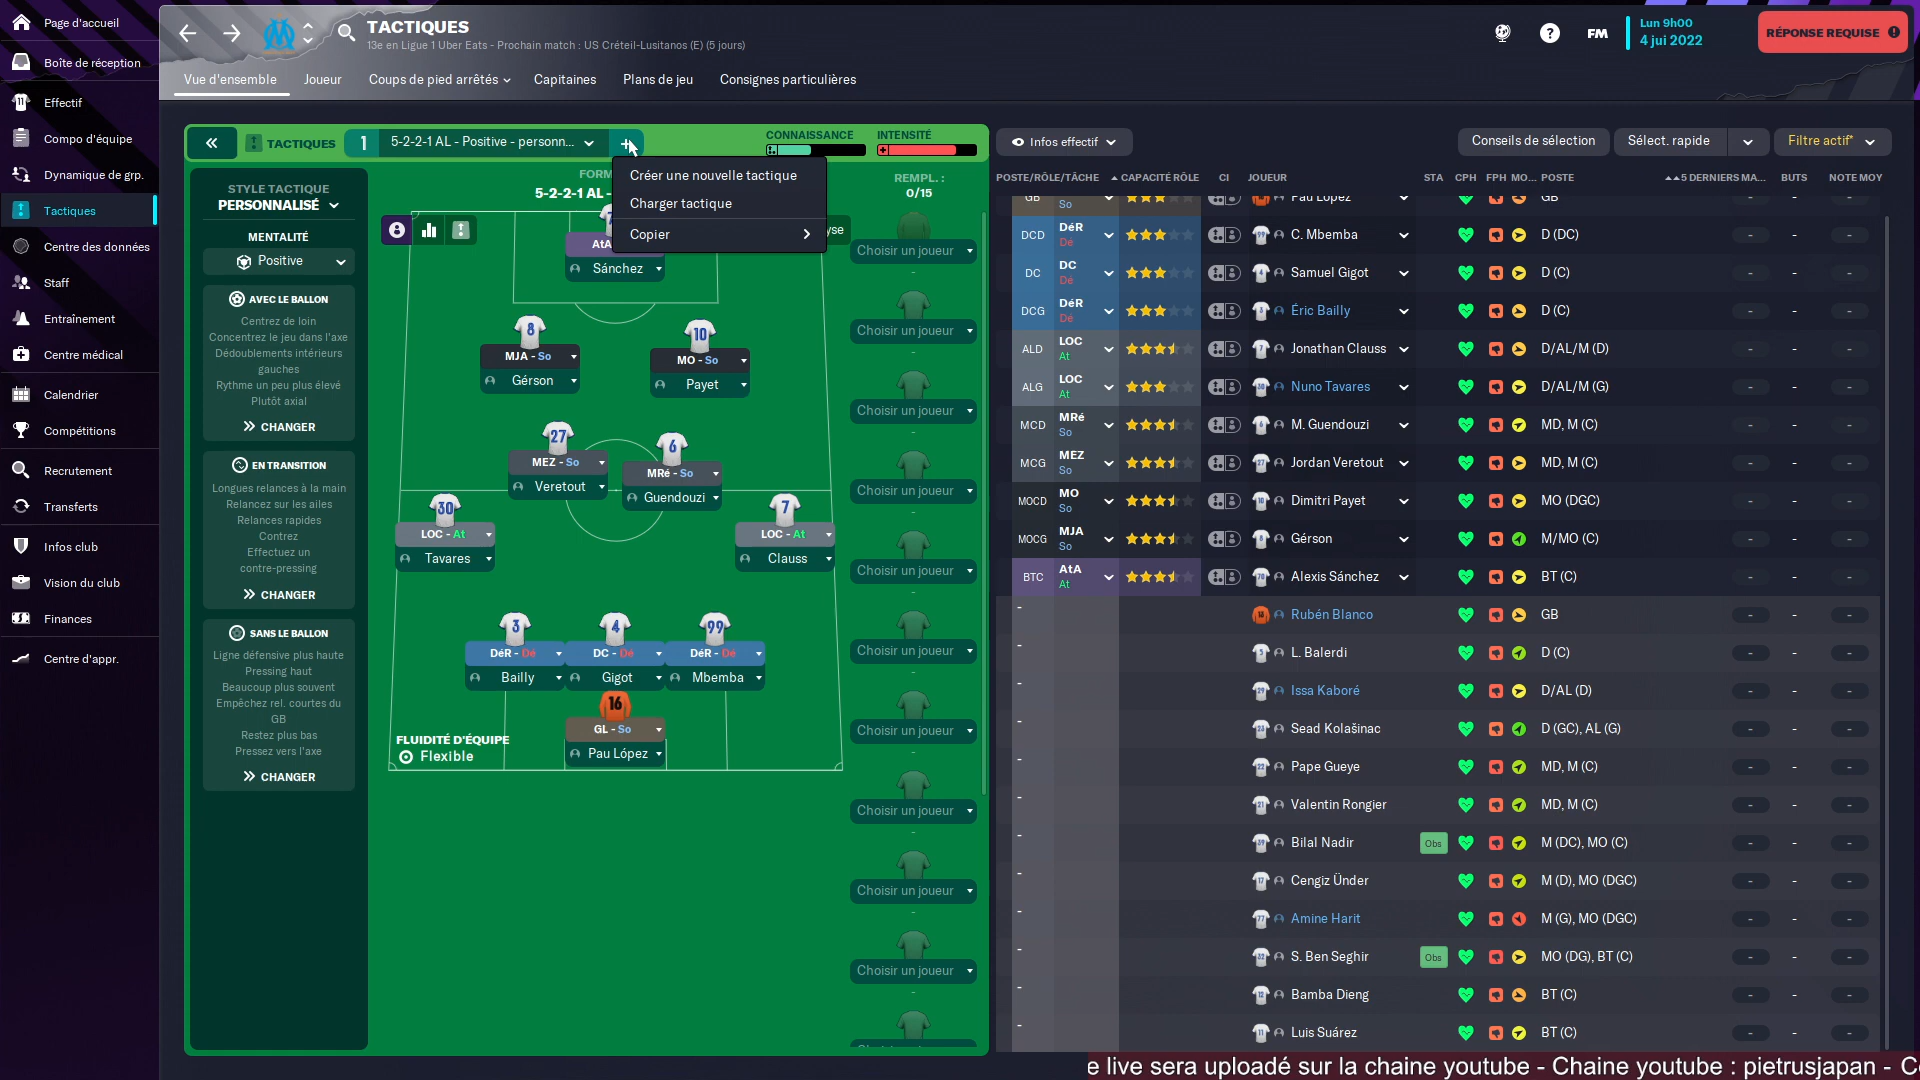 Page d'accueil
Boîte de réception
Effectif
Compo d'équipe
Dynamique de grp.
Tactiques
Centre des données
Staff
Entraînement
Centre médical
Calendrier
Compétitions
Recrutement
Transferts
Infos club
Vision du club
Finances
Centre d'appr.
TACTIQUES
13e en Ligue 1 Uber Eats - Prochain match : US Créteil-Lusitanos (E) (5 jours)
FM
Lun 9h00
4 jui 2022
RÉPONSE REQUISE
Vue d'ensemble Joueur Coups de pied arrêtés Capitaines Plans de jeu Consignes particulières
TACTIQUES 1 5-2-2-1 AL - Positive - personn...
CONNAISSANCE INTENSITÉ
Créer une nouvelle tactique
Charger tactique
Copier
STYLE TACTIQUE
PERSONNALISÉ
MENTALITÉ
Positive
AVEC LE BALLON
Centrez de loin
Concentrez le jeu dans l'axe
Dédoublements intérieurs
gauches
Rythme un peu plus élevé
Plutôt axial
CHANGER
EN TRANSITION
Longues relances à la main
Relancez sur les ailes
Relances rapides
Contrez
Effectuez un
contre-pressing
CHANGER
SANS LE BALLON
Ligne défensive plus haute
Pressing haut
Beaucoup plus souvent
Empêchez rel. courtes du
GB
Restez plus bas
Pressez vers l'axe
CHANGER
FORM
5-2-2-1 AL -
yse
AtA
Sánchez
8
MJA - So
Gérson
10
MO - So
Payet
27
MEZ - So
Veretout
6
MRé - So
Guendouzi
30
LOC - At
Tavares
7
LOC - At
Clauss
3
DéR - Dé
Bailly
4
DC - Dé
Gigot
99
DéR - Dé
Mbemba
16
GL - So
Pau López
FLUIDITÉ D'ÉQUIPE
Flexible
REMPL. :
0/15
Choisir un joueur
-
Choisir un joueur
-
Choisir un joueur
-
Choisir un joueur
-
Choisir un joueur
-
Choisir un joueur
-
Choisir un joueur
-
Choisir un joueur
-
Choisir un joueur
-
Choisir un joueur
-
Infos effectif Conseils de sélection Sélect. rapide Filtre actif*
POSTE/RÔLE/TÂCHE CAPACITÉ RÔLE CI JOUEUR STA CPH FPH MO... POSTE 5 DERNIERS MA... BUTS NOTE MOY
GB So Pau López GB - -
DCD DéR Dé C. Mbemba D (DC) - - -
DC DC Dé Samuel Gigot D (C) - - -
DCG DéR Dé Éric Bailly D (C) - - -
ALD LOC At Jonathan Clauss D/AL/M (D) - - -
ALG LOC At Nuno Tavares D/AL/M (G) - - -
MCD MRé So M. Guendouzi MD, M (C) - - -
MCG MEZ So Jordan Veretout MD, M (C) - - -
MOCD MO So Dimitri Payet MO (DGC) - - -
MOCG MJA So Gérson M/MO (C) - - -
BTC AtA At Alexis Sánchez BT (C) - - -
- Rubén Blanco GB - - -
- L. Balerdi D (C) - - -
- Issa Kaboré D/AL (D) - - -
- Sead Kolašinac D (GC), AL (G) - - -
- Pape Gueye MD, M (C) - - -
- Valentin Rongier MD, M (C) - - -
- Bilal Nadir Obs M (DC), MO (C) - - -
- Cengiz Ünder M (D), MO (DGC) - - -
- Amine Harit M (G), MO (DGC) - - -
- S. Ben Seghir Obs MO (DG), BT (C) - - -
- Bamba Dieng BT (C) - - -
- Luis Suárez BT (C) - - -
e live sera uploadé sur la chaine youtube - Chaine youtube : pietrusjapan - C